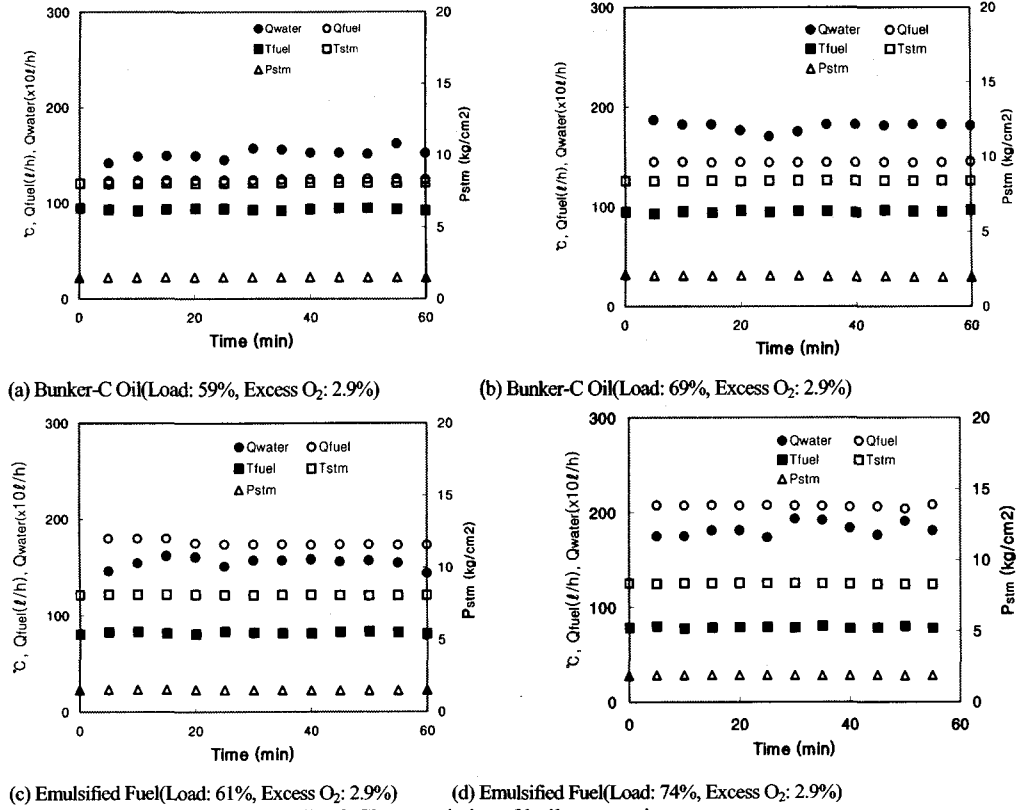 300
200
100
0
℃, Qfuel(ℓ/h), Qwater(x10ℓ/h)
Qwater Qfuel
Tfuel Tstm
Pstm
20
15
10
5
0
Pstm (kg/cm2)
0 20 40 60
Time (min)
(a) Bunker-C Oil(Load: 59%, Excess O2: 2.9%)
300
200
100
0
℃, Qfuel(ℓ/h), Qwater(x10ℓ/h)
Qwater Qfuel
Tfuel Tstm
Pstm
20
15
10
5
0
Pstm (kg/cm2)
0 20 40 60
Time (min)
(b) Bunker-C Oil(Load: 69%, Excess O2: 2.9%)
300
200
100
0
℃, Qfuel(ℓ/h), Qwater(x10ℓ/h)
Qwater Qfuel
Tfuel Tstm
Pstm
20
15
10
5
0
Pstm (kg/cm2)
0 20 40 60
Time (min)
(c) Emulsified Fuel(Load: 61%, Excess O2: 2.9%)
300
200
100
0
℃, Qfuel(ℓ/h), Qwater(x10ℓ/h)
Qwater Qfuel
Tfuel Tstm
Pstm
20
15
10
5
0
Pstm (kg/cm2)
0 20 40 60
Time (min)
(d) Emulsified Fuel(Load: 74%, Excess O2: 2.9%)